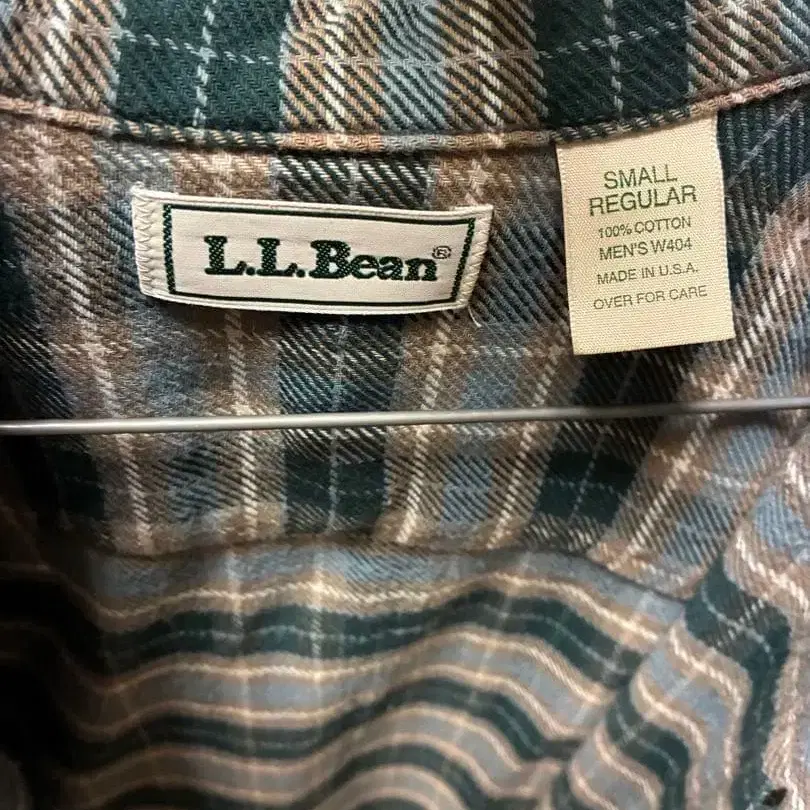 L.L.Bean®
SMALL
REGULAR
100% COTTON
MEN'S W404
MADE IN U.S.A.
OVER FOR CARE